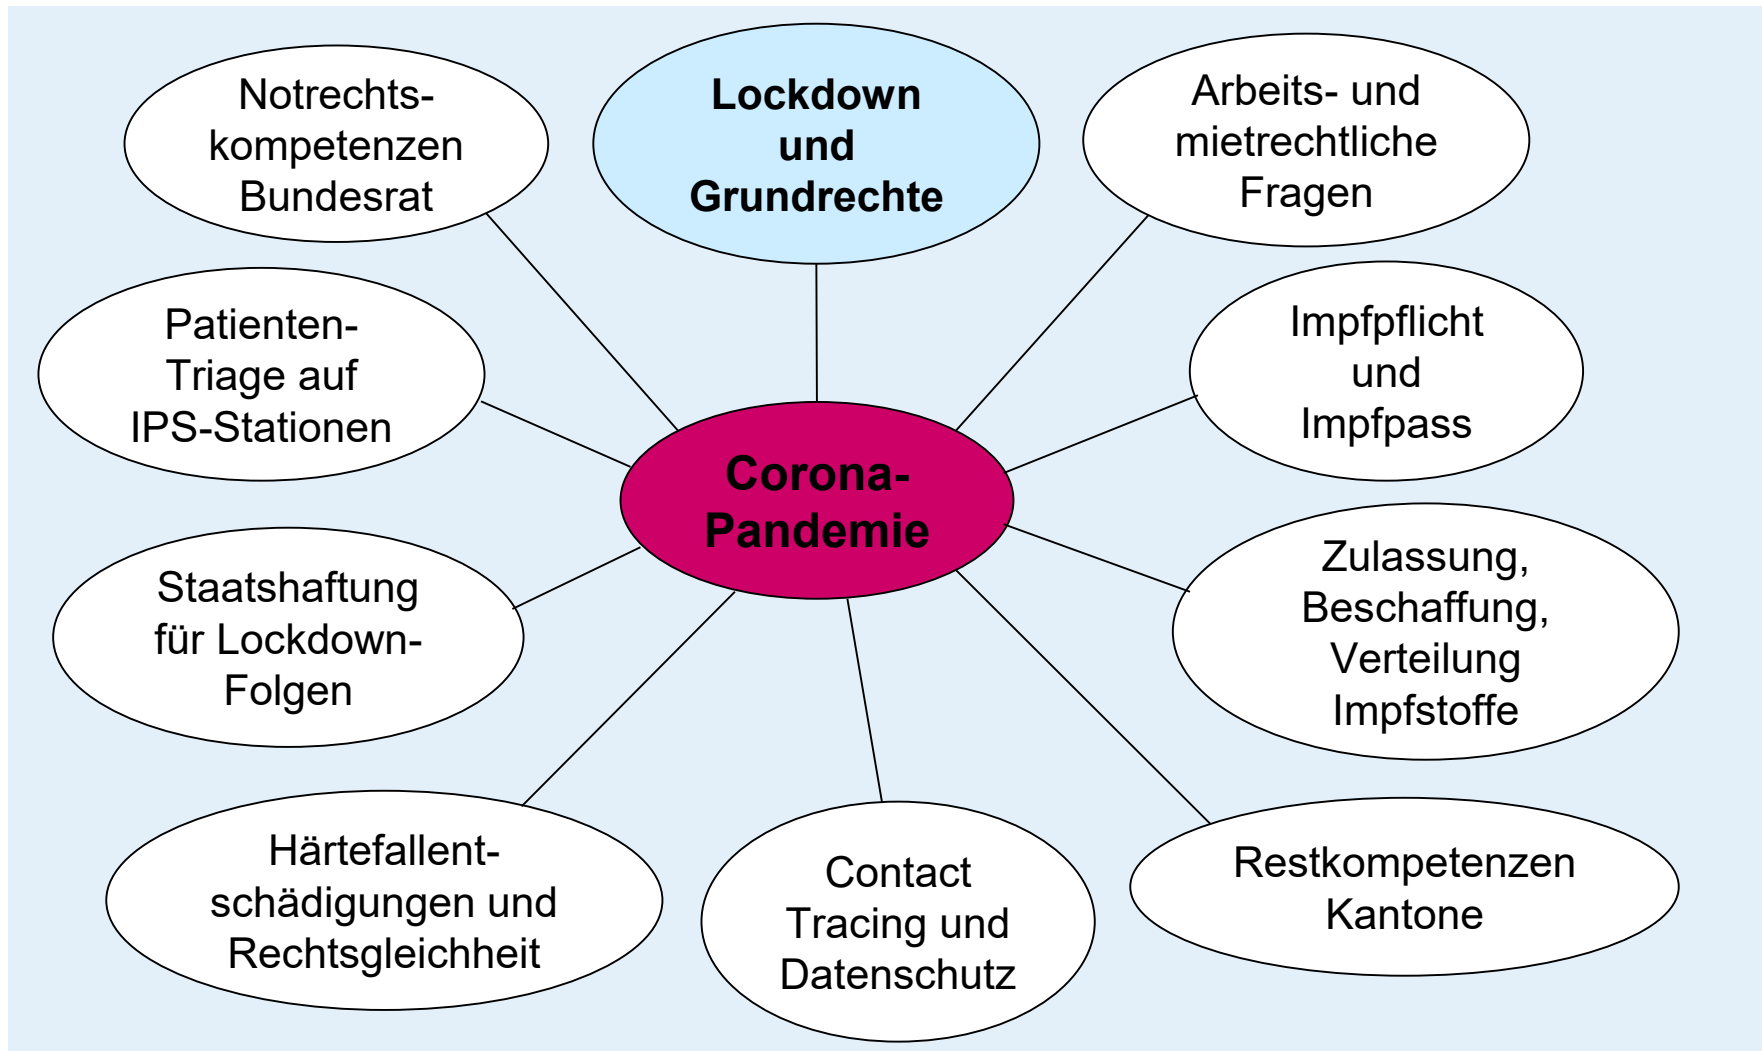 Notrechts-
kompetenzen
Bundesrat
Lockdown
und
Grundrechte
Arbeits- und
mietrechtliche
Fragen
Patienten-
Triage auf
IPS-Stationen
Impfpflicht
und
Impfpass
Corona-
Pandemie
Staatshaftung
für Lockdown-
Folgen
Zulassung,
Beschaffung,
Verteilung
Impfstoffe
Härtefallent-
schädigungen und
Rechtsgleichheit
Contact
Tracing und
Datenschutz
Restkompetenzen
Kantone